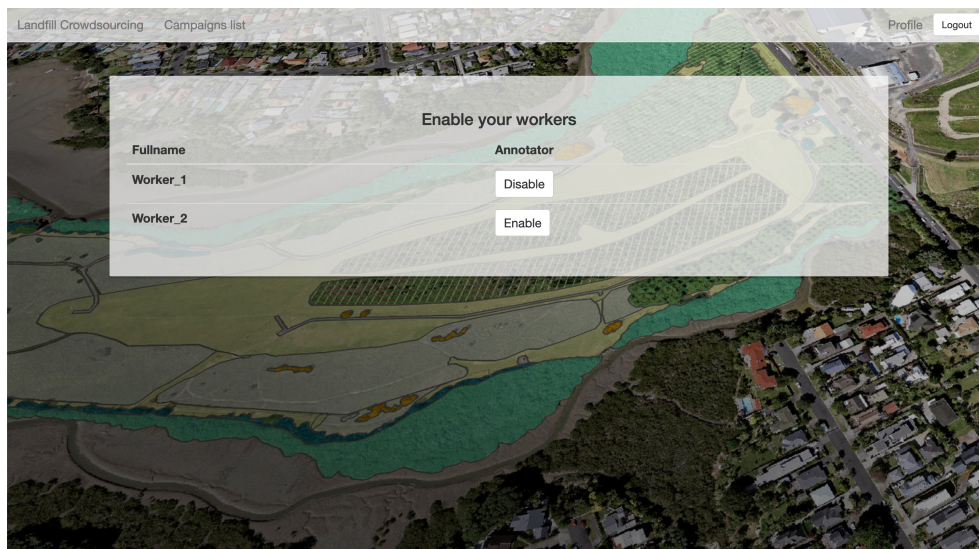 Landfill Crowdsourcing Campaigns list Profile Logout
Enable your workers
Fullname Annotator
Worker_1 Disable
Worker_2 Enable